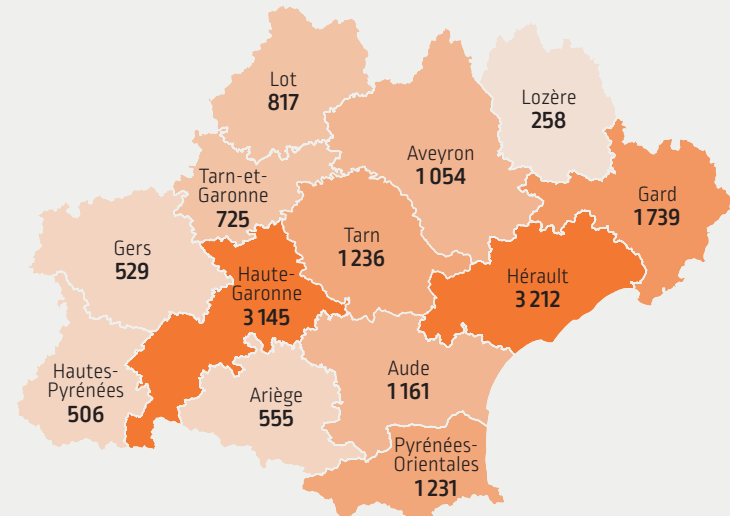 Lot
817
Lozère
258
Aveyron
1 054
Tarn-et-
Garonne
725
Gard
1 739
Gers
529
Tarn
1 236
Haute-
Garonne
3 145
Hérault
3 212
Hautes-
Pyrénées
506
Ariège
555
Aude
1 161
Pyrénées-
Orientales
1 231